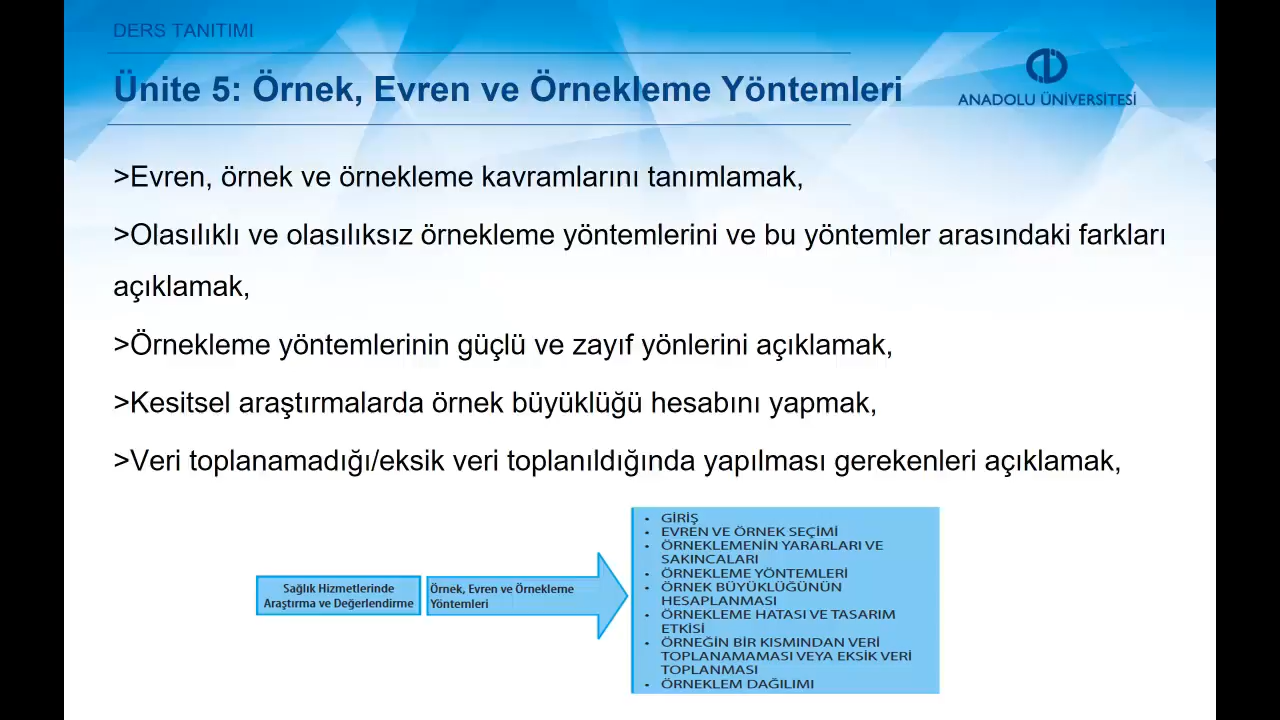 DERS TANITIMI
Ünite 5: Örnek, Evren ve Örnekleme Yöntemleri
ANADOLU ÜNİVERSİTESİ
>Evren, örnek ve örnekleme kavramlarını tanımlamak,
>Olasılıklı ve olasılıksız örnekleme yöntemlerini ve bu yöntemler arasındaki farkları
açıklamak,
>Örnekleme yöntemlerinin güçlü ve zayıf yönlerini açıklamak,
>Kesitsel araştırmalarda örnek büyüklüğü hesabını yapmak,
>Veri toplanamadığı/eksik veri toplanıldığında yapılması gerekenleri açıklamak,
Sağlık Hizmetlerinde
Araştırma ve Değerlendirme
Örnek, Evren ve Örnekleme
Yöntemleri
• GİRİŞ
• EVREN VE ÖRNEK SEÇİMİ
• ÖRNEKLEMENİN YARARLARI VE
SAKINCALARI
• ÖRNEKLEME YÖNTEMLERİ
• ÖRNEK BÜYÜKLÜĞÜNÜN
HESAPLANMASI
• ÖRNEKLEME HATASI VE TASARIM
ETKİSİ
• ÖRNEĞİN BİR KISMINDAN VERİ
TOPLANAMAMASI VEYA EKSİK VERİ
TOPLANMASI
• ÖRNEKLEM DAĞILIMI